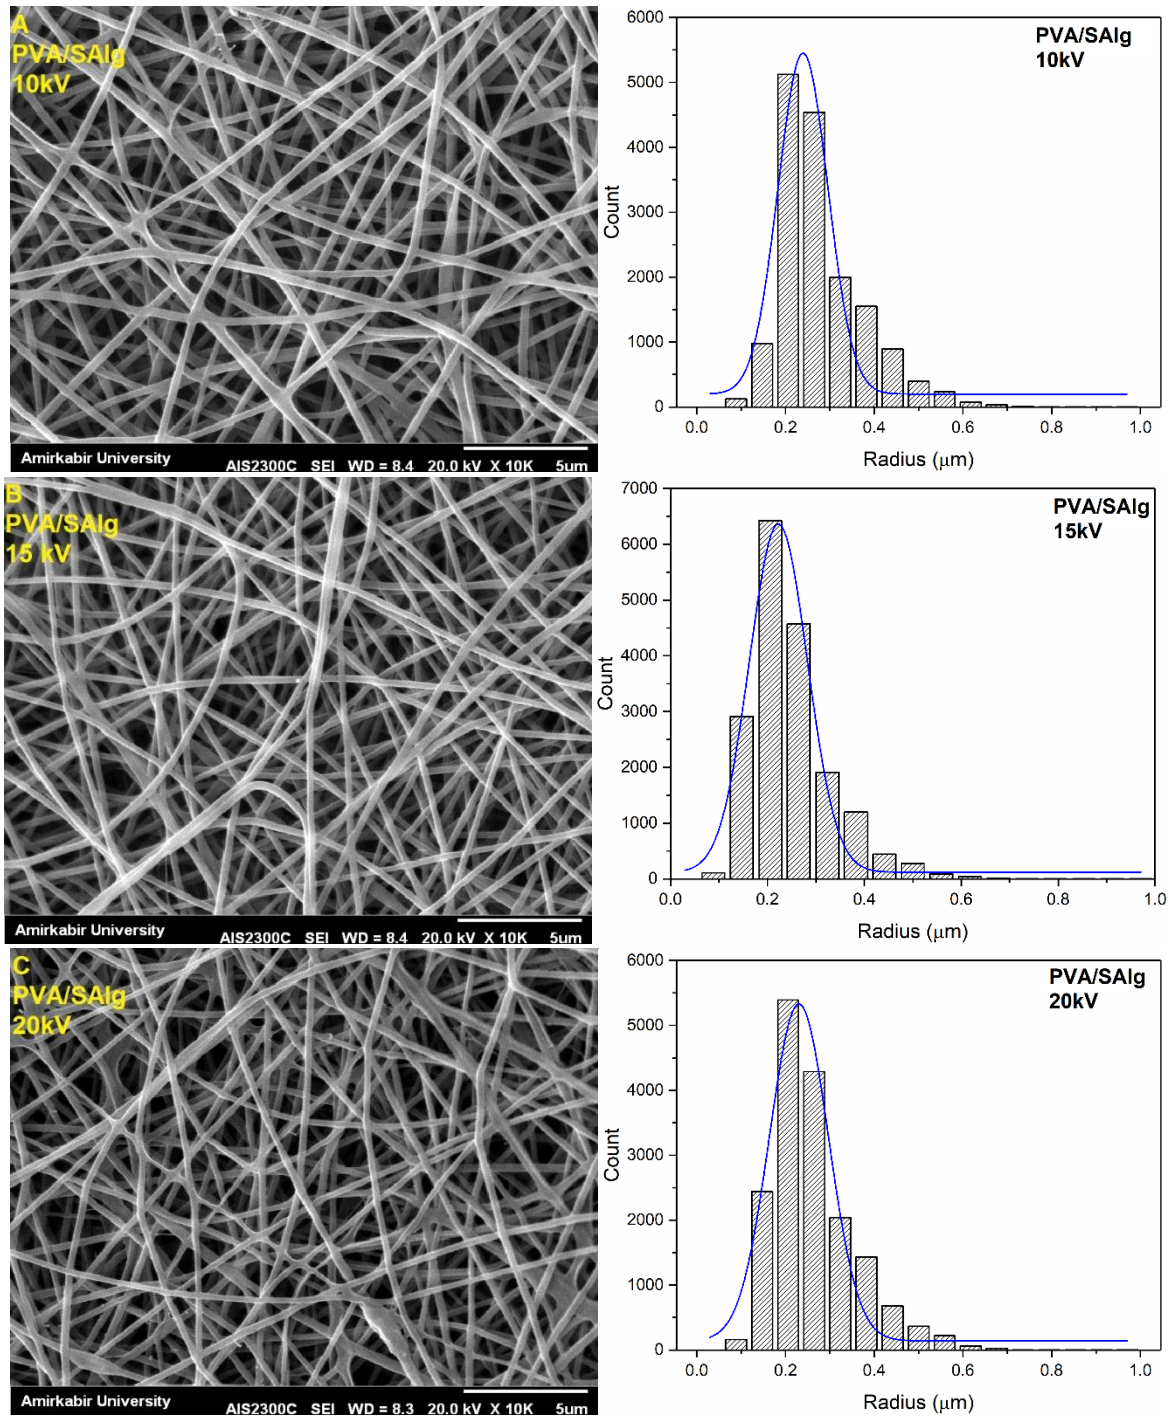 A
PVA/SAlg
10kV
Amirkabir University
AIS2300C SEI WD = 8.4 20.0 kV X 10K 5um
PVA/SAlg
10kV
6000
5000
4000
3000
2000
1000
0
Count
0.0 0.2 0.4 0.6 0.8 1.0
Radius (μm)
B
PVA/SAlg
15 kV
Amirkabir University
AIS2300C SEI WD = 8.4 20.0 kV X 10K 5um
PVA/SAlg
15kV
7000
6000
5000
4000
3000
2000
1000
0
Count
0.0 0.2 0.4 0.6 0.8 1.0
Radius (μm)
C
PVA/SAlg
20kV
Amirkabir University
AIS2300C SEI WD = 8.3 20.0 kV X 10K 5um
PVA/SAlg
20kV
6000
5000
4000
3000
2000
1000
0
Count
0.0 0.2 0.4 0.6 0.8 1.0
Radius (μm)